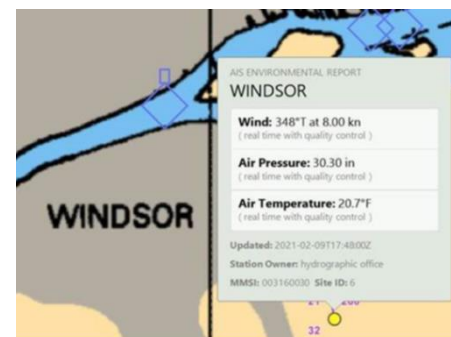 AIS ENVIRONMENTAL REPORT
WINDSOR
Wind: 348°T at 8.00 kn
( real time with quality control )
Air Pressure: 30.30 in
( real time with quality control )
Air Temperature: 20.7°F
( real time with quality control )
Updated: 2021-02-09T17:48:00Z
Station Owner: hydrographic office
MMSI: 003160030 Site ID: 6
WINDSOR
32